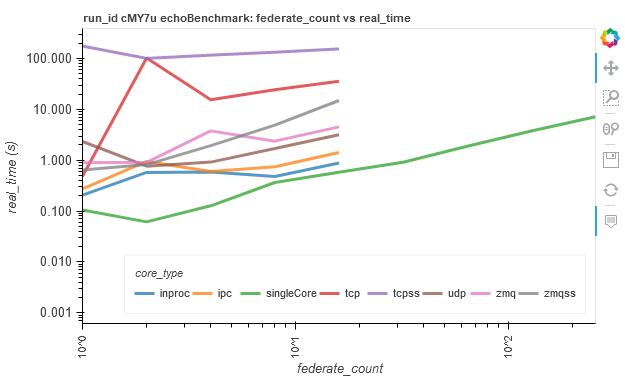 run_id cMY7u echoBenchmark: federate_count vs real_time
100.000
10.000
1.000
0.100
0.010
0.001
real_time (s)
core_type
inproc ipc singleCore tcp tcpss udp zmq zmqss
10^0 10^1 10^2
federate_count